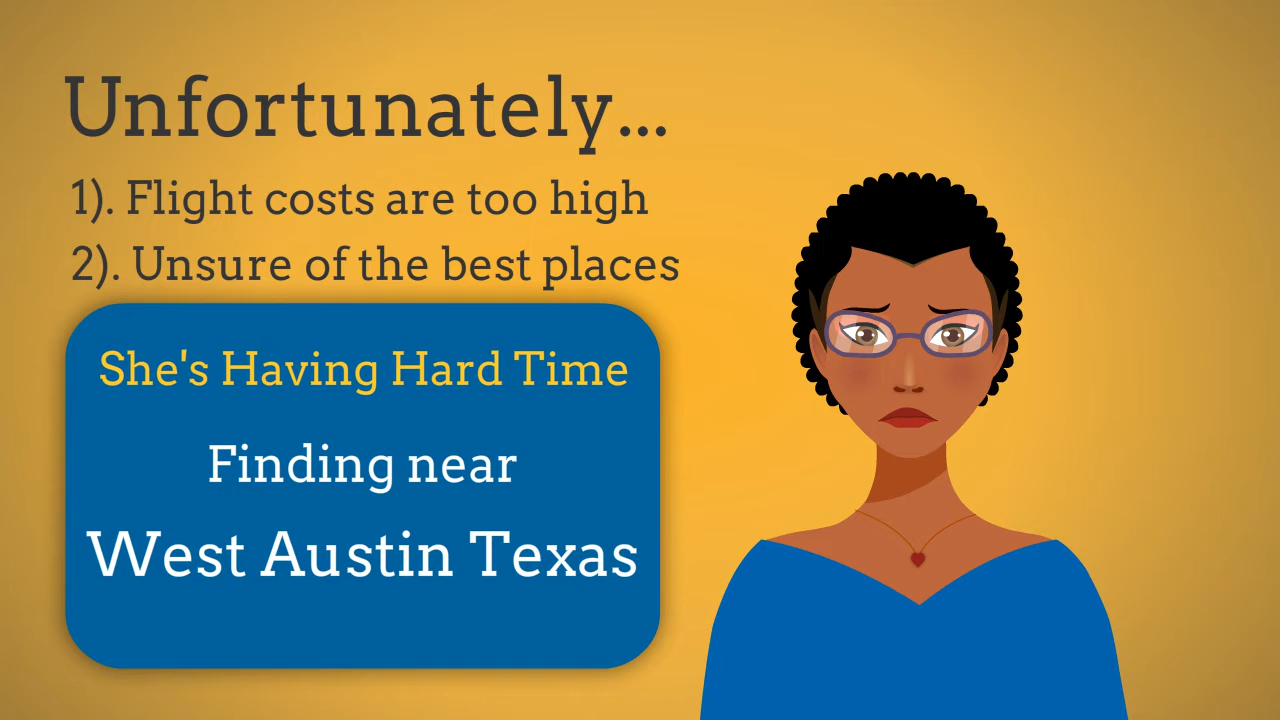 Unfortunately...
1). Flight costs are too high
2). Unsure of the best places
She's Having Hard Time
Finding near
West Austin Texas